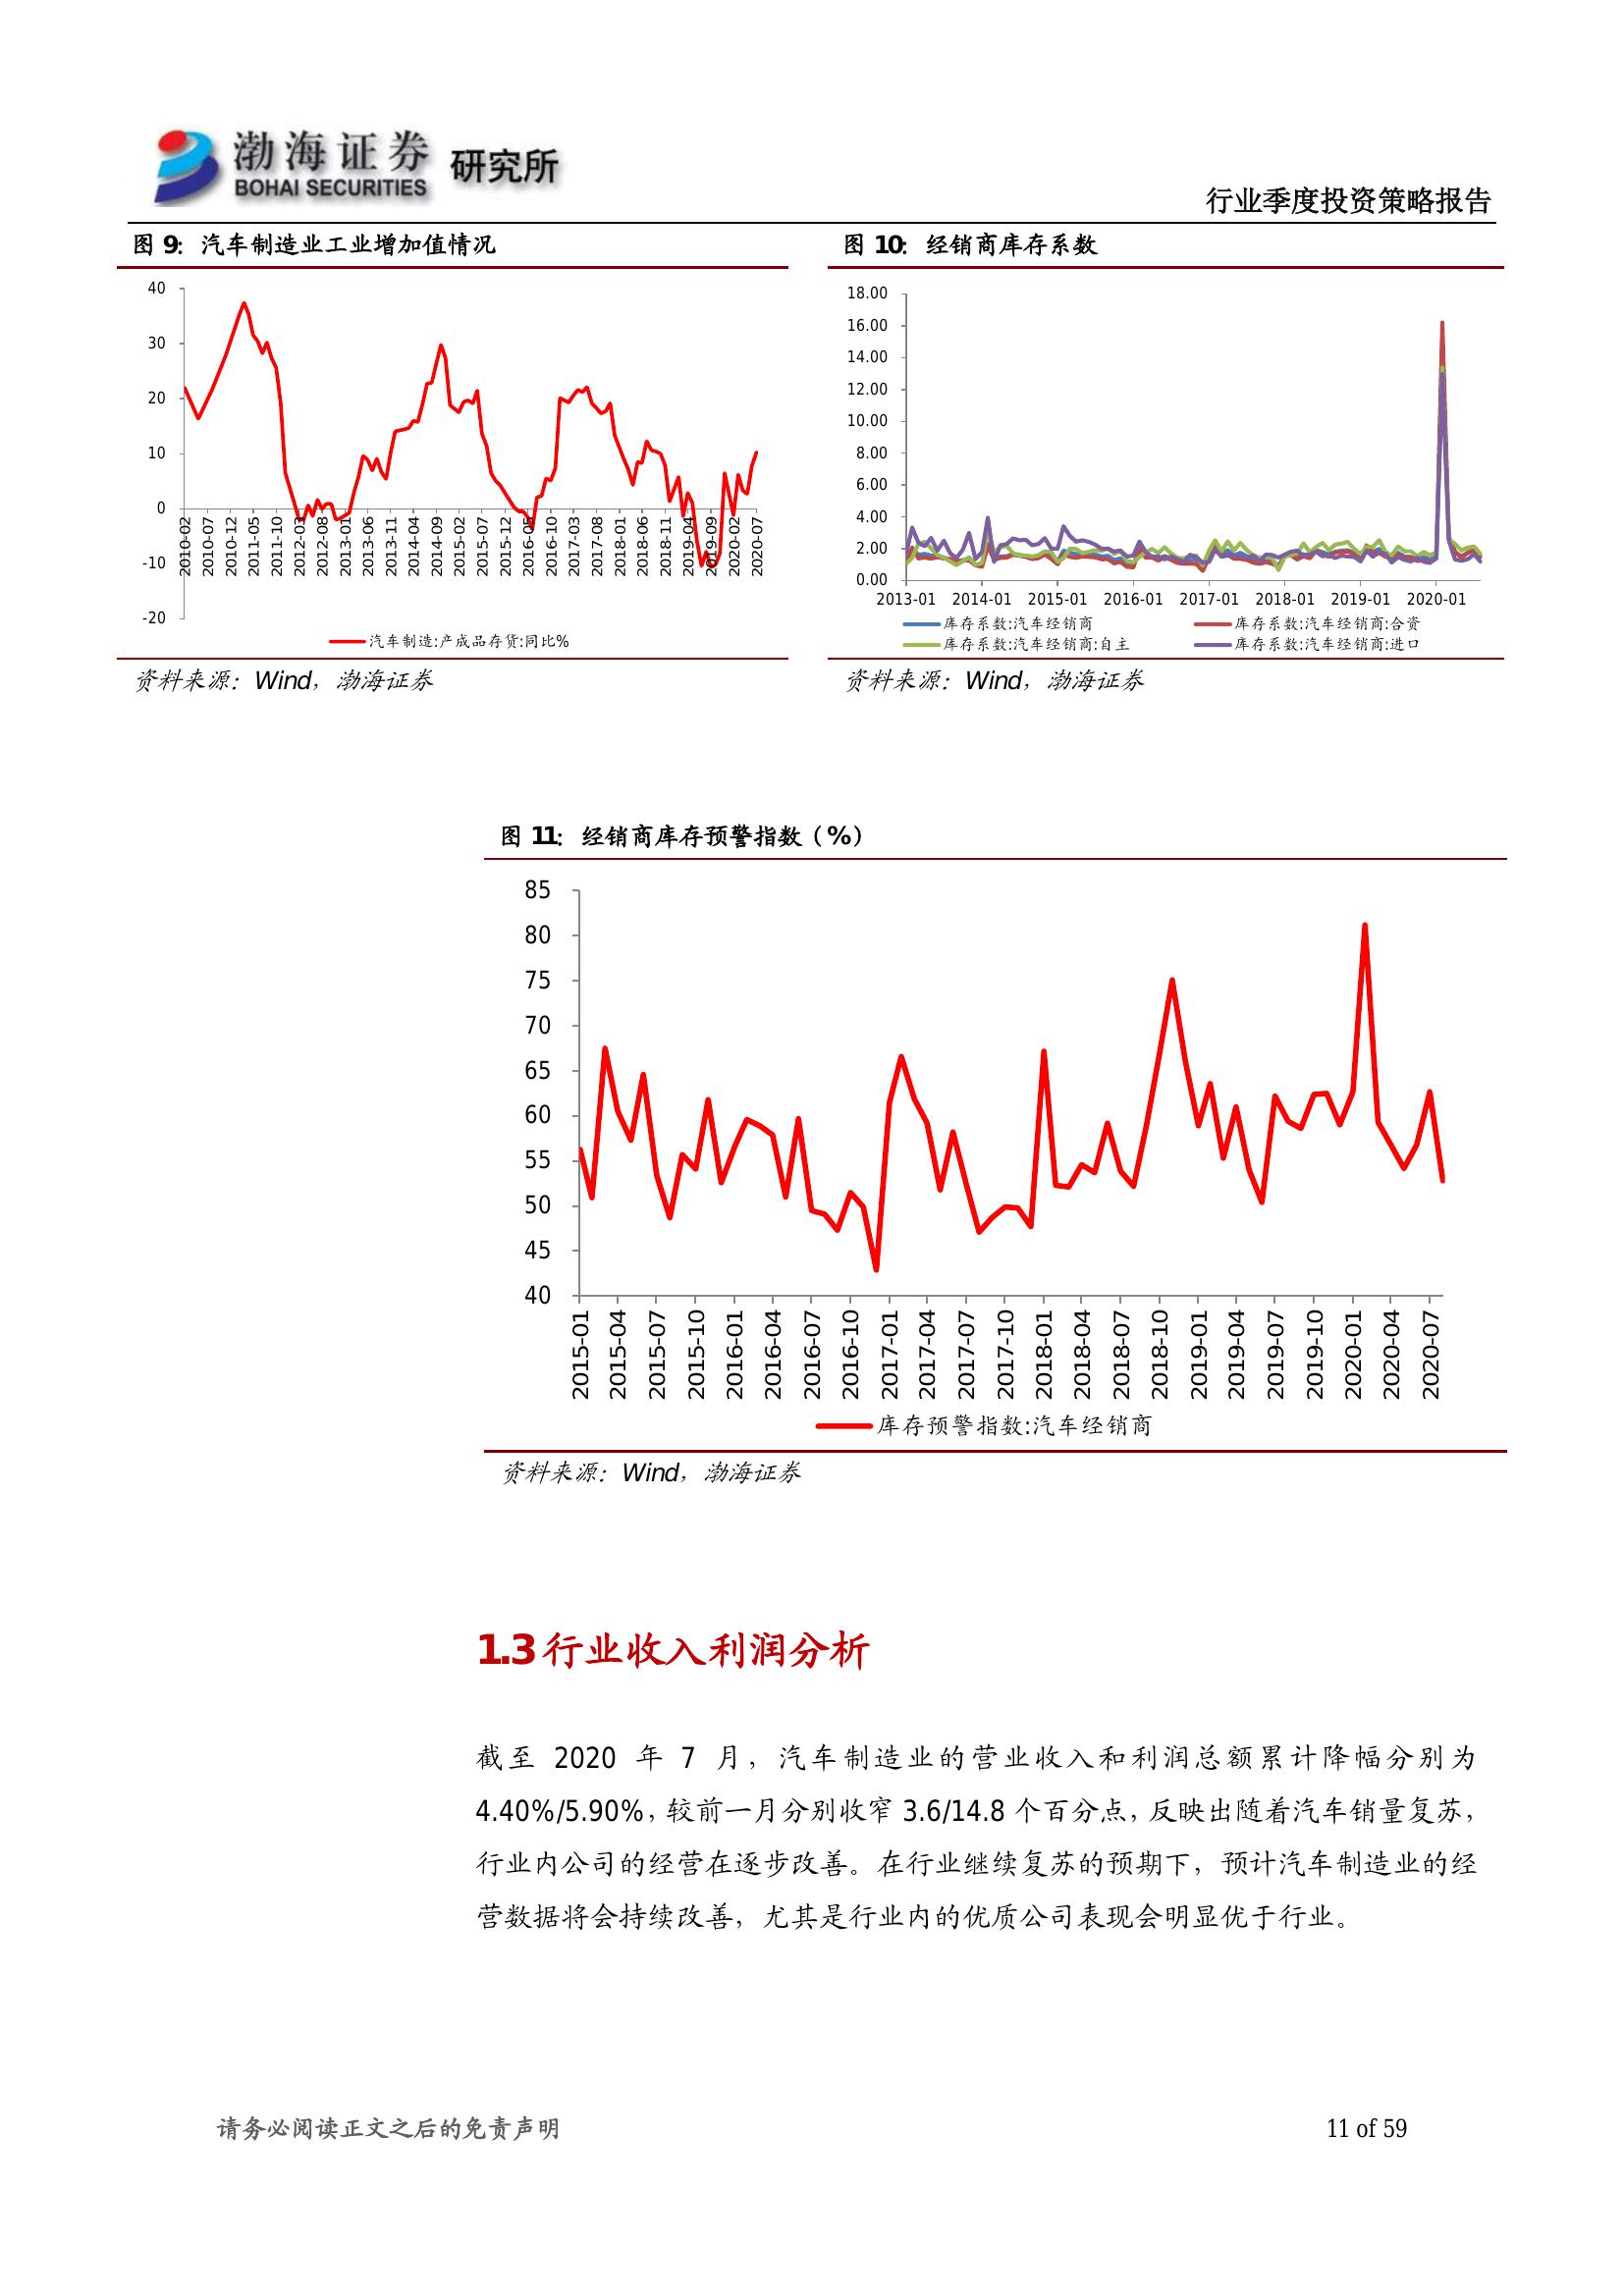 渤海证券 研究所
BOHAI SECURITIES
行业季度投资策略报告
图 9：汽车制造业工业增加值情况
40
30
20
10
0
-10
-20
2010-02 2010-07 2010-12 2011-05 2011-10 2012-03 2012-08 2013-01 2013-06 2013-11 2014-04 2014-09 2015-02 2015-07 2015-12 2016-05 2016-10 2017-03 2017-08 2018-01 2018-06 2018-11 2019-04 2019-09 2020-02 2020-07
汽车制造:产成品存货:同比%
资料来源：Wind，渤海证券
图 10：经销商库存系数
18.00
16.00
14.00
12.00
10.00
8.00
6.00
4.00
2.00
0.00
2013-01 2014-01 2015-01 2016-01 2017-01 2018-01 2019-01 2020-01
库存系数:汽车经销商 库存系数:汽车经销商:合资
库存系数:汽车经销商:自主 库存系数:汽车经销商:进口
资料来源：Wind，渤海证券
图 11：经销商库存预警指数（%）
85
80
75
70
65
60
55
50
45
40
2015-01 2015-04 2015-07 2015-10 2016-01 2016-04 2016-07 2016-10 2017-01 2017-04 2017-07 2017-10 2018-01 2018-04 2018-07 2018-10 2019-01 2019-04 2019-07 2019-10 2020-01 2020-04 2020-07
库存预警指数:汽车经销商
资料来源：Wind，渤海证券
1.3 行业收入利润分析
截至 2020 年 7 月，汽车制造业的营业收入和利润总额累计降幅分别为
4.40%/5.90%，较前一月分别收窄 3.6/14.8 个百分点，反映出随着汽车销量复苏，
行业内公司的经营在逐步改善。在行业继续复苏的预期下，预计汽车制造业的经
营数据将会持续改善，尤其是行业内的优质公司表现会明显优于行业。
请务必阅读正文之后的免责声明
11 of 59